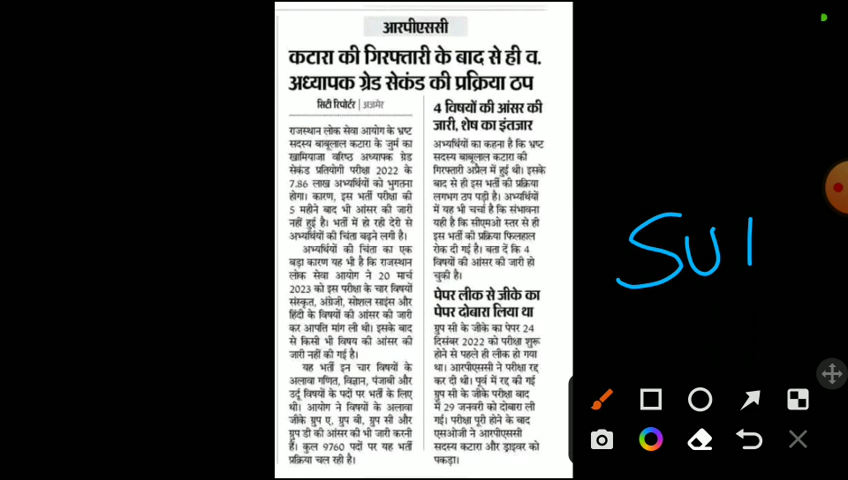 आरपीएससी
कटारा की गिरफ्तारी के बाद से ही व.
अध्यापक ग्रेड सेकंड की प्रक्रिया ठप
सिटी रिपोर्टर | अजमेर
राजस्थान लोक सेवा आयोग के भ्रष्ट
सदस्य बाबूलाल कटारा के जुर्म का
खामियाजा वरिष्ठ अध्यापक ग्रेड
सेकंड प्रतियोगी परीक्षा 2022 के
7.86 लाख अभ्यर्थियों को भुगतना
होगा। कारण, इस भर्ती परीक्षा की
5 महीने बाद भी आंसर की जारी
नहीं हुई है। भर्ती में हो रही देरी से
अभ्यर्थियों की चिंता बढ़ने लगी है।
अभ्यर्थियों की चिंता का एक
बड़ा कारण यह भी है कि राजस्थान
लोक सेवा आयोग ने 20 मार्च
2023 को इस परीक्षा के चार विषयों
संस्कृत, अंग्रेजी, सोशल साइंस और
हिंदी के विषयों की आंसर की जारी
कर आपत्ति मांग ली थी। इसके बाद
से किसी भी विषय की आंसर की
जारी नहीं की गई है।
यह भर्ती इन चार विषयों के
अलावा गणित, विज्ञान, पंजाबी और
उर्दू विषयों के पदों पर भर्ती के लिए
थी। आयोग ने विषयों के अलावा
जीके ग्रुप ए, ग्रुप बी, ग्रुप सी और
ग्रुप डी की आंसर की भी जारी करनी
है। कुल 9760 पदों पर यह भर्ती
प्रक्रिया चल रही है।
4 विषयों की आंसर की
जारी, शेष का इंतजार
अभ्यर्थियों का कहना है कि भ्रष्ट
सदस्य बाबूलाल कटारा की
गिरफ्तारी अप्रैल में हुई थी। इसके
बाद से ही इस भर्ती की प्रक्रिया
लगभग ठप पड़ी है। अभ्यर्थियों
में यह भी चर्चा है कि संभावना
यही है कि सीएमओ स्तर से ही
इस भर्ती की प्रक्रिया फिलहाल
रोक दी गई है। बता दें कि 4
विषयों की आंसर की जारी हो
चुकी है।
पेपर लीक से जीके का
पेपर दोबारा लिया था
ग्रुप सी के जीके का पेपर 24
दिसंबर 2022 को परीक्षा शुरू
होने से पहले ही लीक हो गया
था। आरपीएससी ने परीक्षा रद्द
कर दी थी। पूर्व में रद्द की गई
ग्रुप सी के जीके परीक्षा बाद
में 29 जनवरी को दोबारा ली
गई। परीक्षा पूरी होने के बाद
एसओजी ने आरपीएससी
सदस्य कटारा और ड्राइवर को
पकड़ा।
SUI